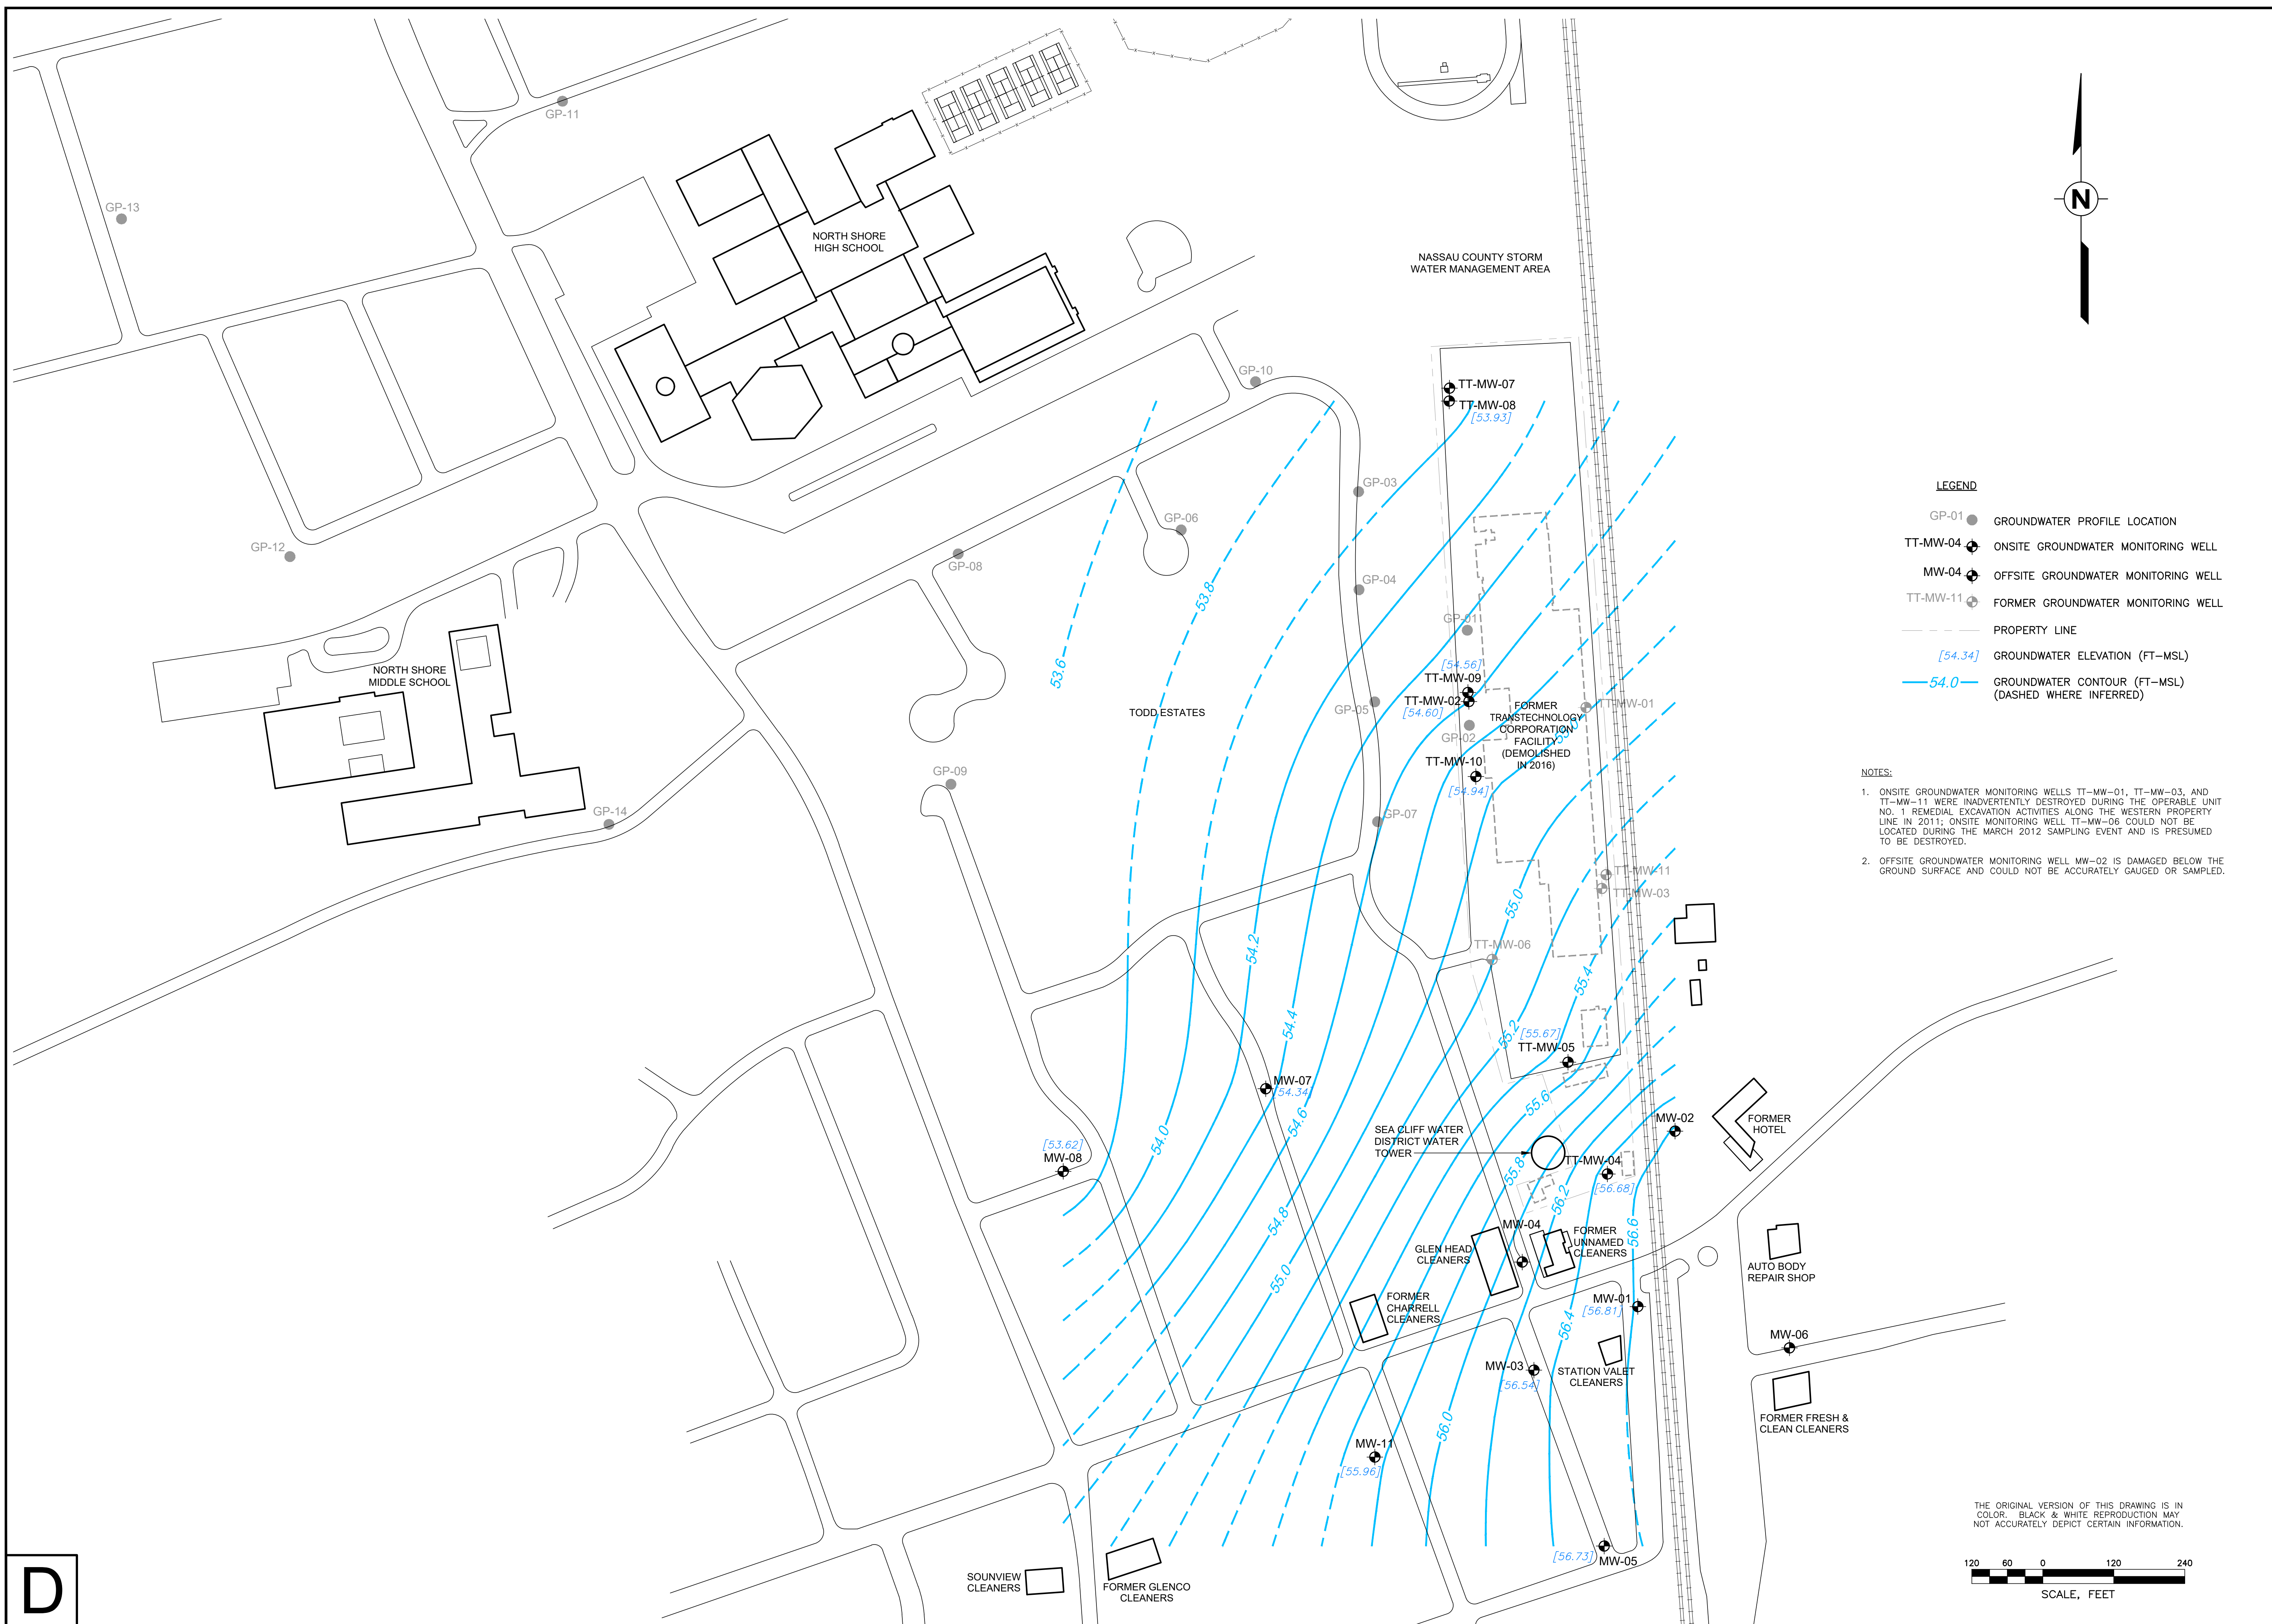 GP-11
GP-13
NORTH SHORE
HIGH SCHOOL
NASSAU COUNTY STORM
WATER MANAGEMENT AREA
N
GP-10
TT-MW-07
TT-MW-08
[53.93]
GP-03
GP-06
GP-12
GP-08
GP-04
53.8
GP-01
53.6
[54.56]
TT-MW-09
NORTH SHORE
MIDDLE SCHOOL
TODD ESTATES
GP-05
TT-MW-02
[54.60]
TT-MW-01
FORMER
TRANSTECHNOLOGY
CORPORATION
FACILITY
(DEMOLISHED
IN 2016)
55.0
GP-02
TT-MW-10
[54.94]
GP-09
GP-14
GP-07
TT-MW-11
TT-MW-03
55.0
54.2
TT-MW-06
55.4
54.4
55.2
[55.67]
TT-MW-05
MW-07
[54.34]
55.6
54.6
54.0
[53.62]
MW-08
SEA CLIFF WATER
DISTRICT WATER
TOWER
MW-02
FORMER
HOTEL
55.8
TT-MW-04
[56.68]
56.2
54.8
56.6
MW-04
GLEN HEAD
CLEANERS
FORMER
UNNAMED
CLEANERS
55.0
AUTO BODY
REPAIR SHOP
FORMER
CHARRELL
CLEANERS
MW-01
[56.81]
56.4
MW-06
MW-03
[56.54]
STATION VALET
CLEANERS
56.0
FORMER FRESH &
CLEAN CLEANERS
MW-11
[55.96]
[56.73]
MW-05
SOUNVIEW
CLEANERS
FORMER GLENCO
CLEANERS
D
LEGEND
GP-01 GROUNDWATER PROFILE LOCATION
TT-MW-04 ONSITE GROUNDWATER MONITORING WELL
MW-04 OFFSITE GROUNDWATER MONITORING WELL
TT-MW-11 FORMER GROUNDWATER MONITORING WELL
PROPERTY LINE
[54.34] GROUNDWATER ELEVATION (FT-MSL)
54.0 GROUNDWATER CONTOUR (FT-MSL)
(DASHED WHERE INFERRED)
NOTES:
1. ONSITE GROUNDWATER MONITORING WELLS TT-MW-01, TT-MW-03, AND
TT-MW-11 WERE INADVERTENTLY DESTROYED DURING THE OPERABLE UNIT
NO. 1 REMEDIAL EXCAVATION ACTIVITIES ALONG THE WESTERN PROPERTY
LINE IN 2011; ONSITE MONITORING WELL TT-MW-06 COULD NOT BE
LOCATED DURING THE MARCH 2012 SAMPLING EVENT AND IS PRESUMED
TO BE DESTROYED.
2. OFFSITE GROUNDWATER MONITORING WELL MW-02 IS DAMAGED BELOW THE
GROUND SURFACE AND COULD NOT BE ACCURATELY GAUGED OR SAMPLED.
THE ORIGINAL VERSION OF THIS DRAWING IS IN
COLOR. BLACK & WHITE REPRODUCTION MAY
NOT ACCURATELY DEPICT CERTAIN INFORMATION.
120 60 0 120 240
SCALE, FEET